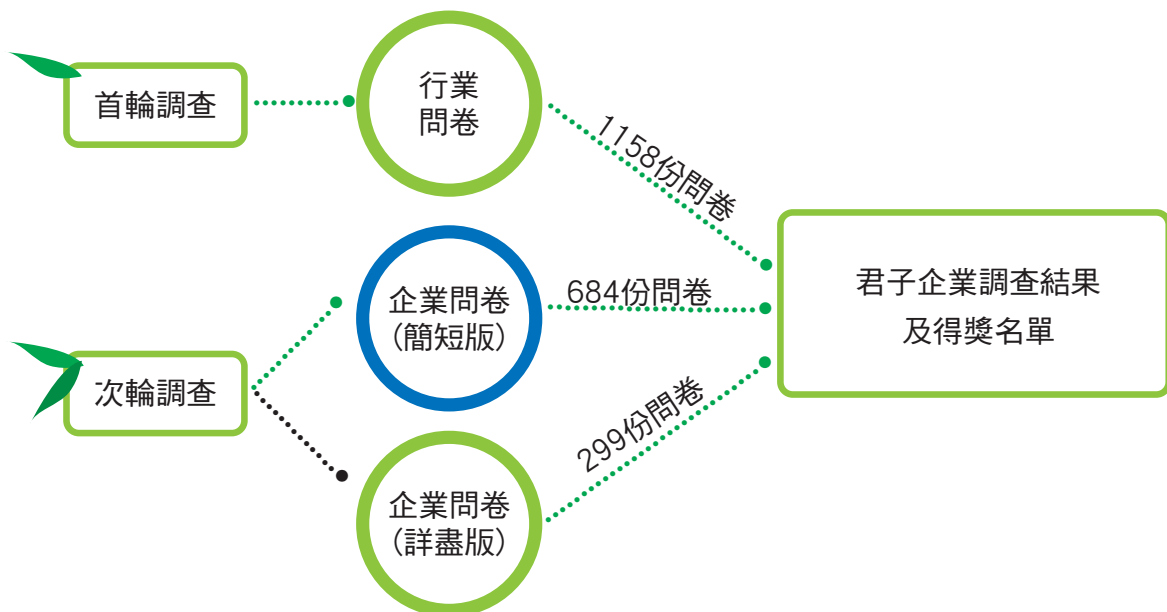 首輪調查
行業
問卷
1158份問卷
次輪調查
企業問卷
(簡短版)
684份問卷
企業問卷
(詳盡版)
299份問卷
君子企業調查結果
及得獎名單